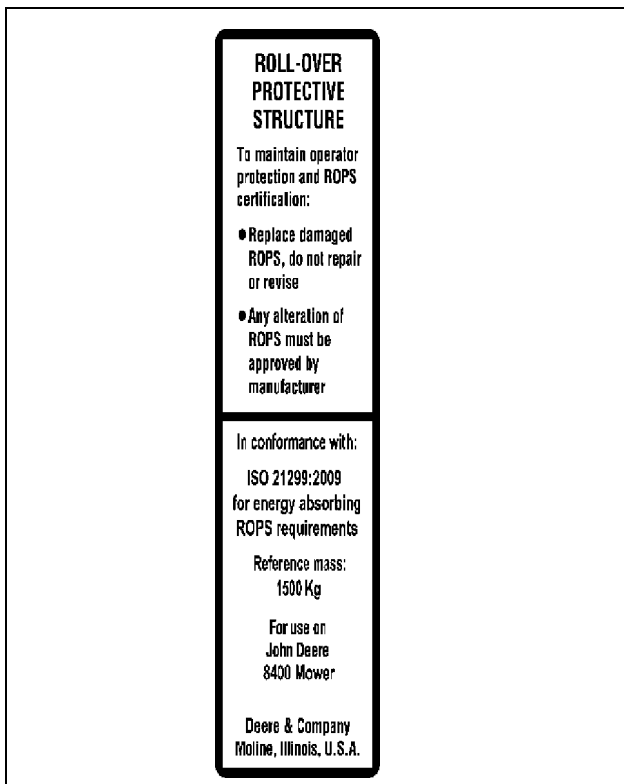 ROLL-OVER
PROTECTIVE
STRUCTURE
To maintain operator
protection and ROPS
certification:
● Replace damaged
ROPS, do not repair
or revise
● Any alteration of
ROPS must be
approved by
manufacturer
In conformance with:
ISO 21299:2009
for energy absorbing
ROPS requirements
Reference mass:
1500 Kg
For use on
John Deere
8400 Mower
Deere & Company
Moline, Illinois, U.S.A.